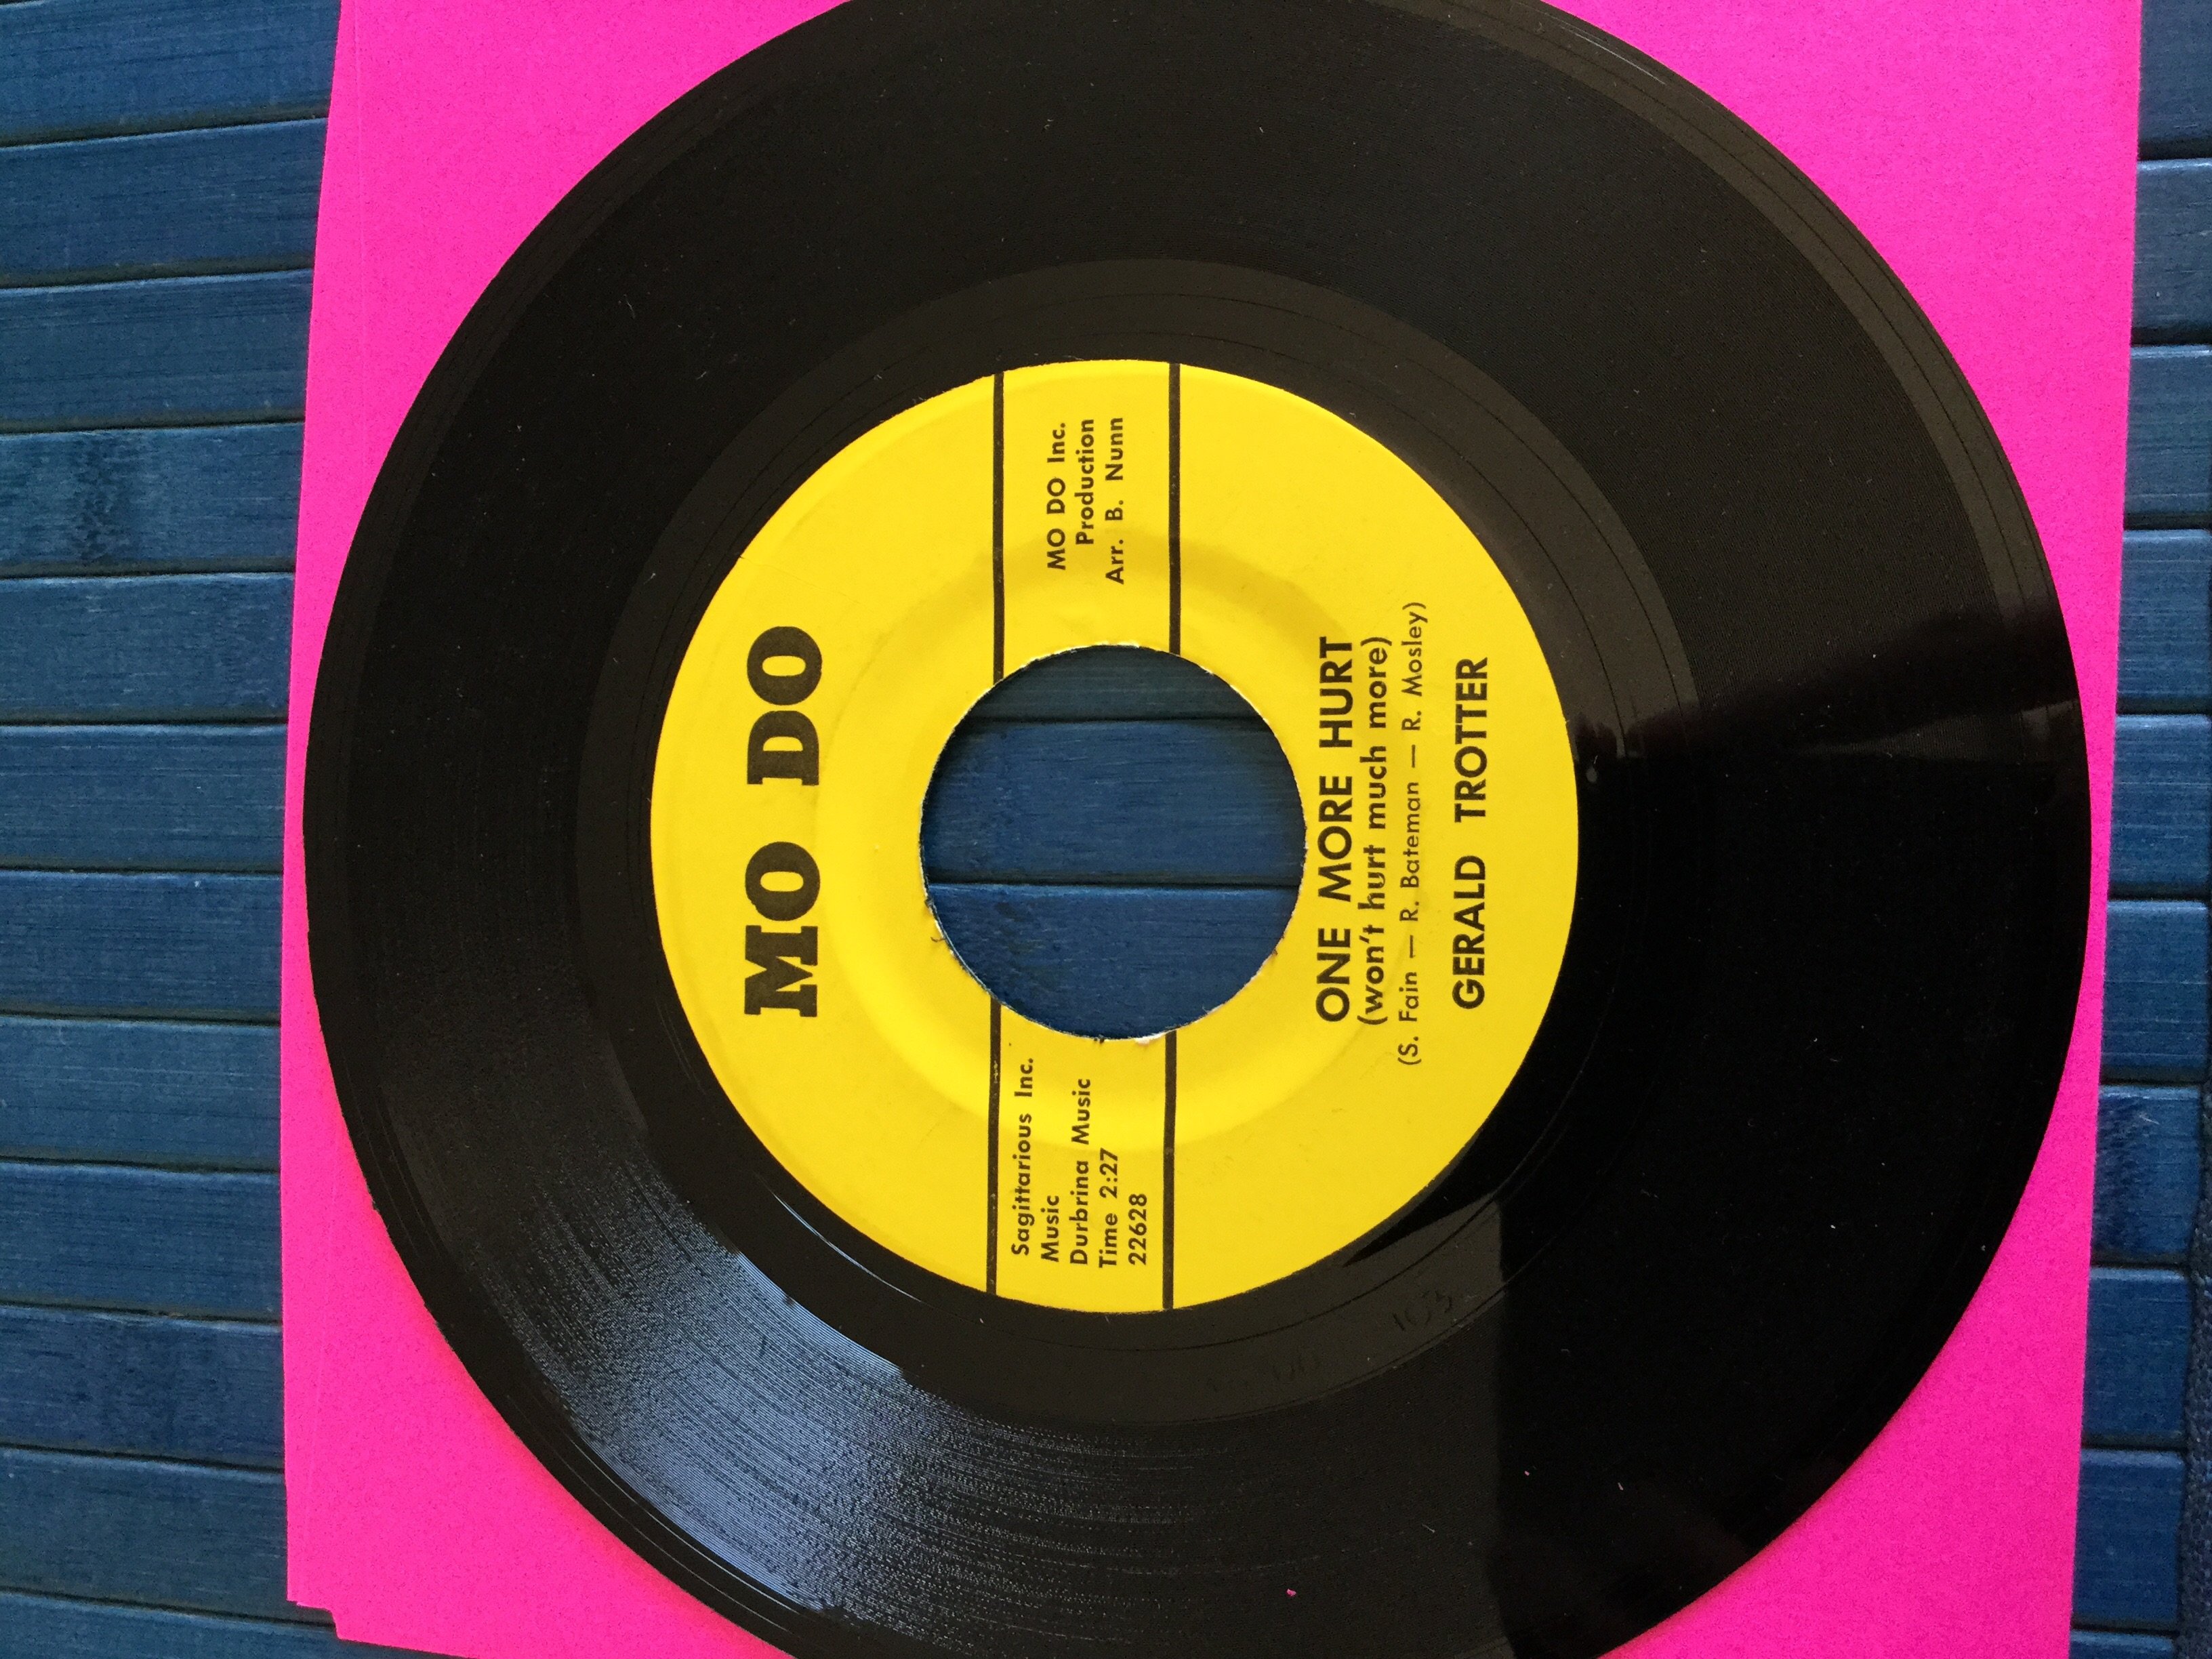 MO DO
Sagittarious Inc.
Music
Durbrina Music
Time 2:27
22628
MO DO Inc.
Production
Arr. B. Nunn
ONE MORE HURT
(won't hurt much more)
(S. Fain — R. Bateman — R. Mosley)
GERALD TROTTER